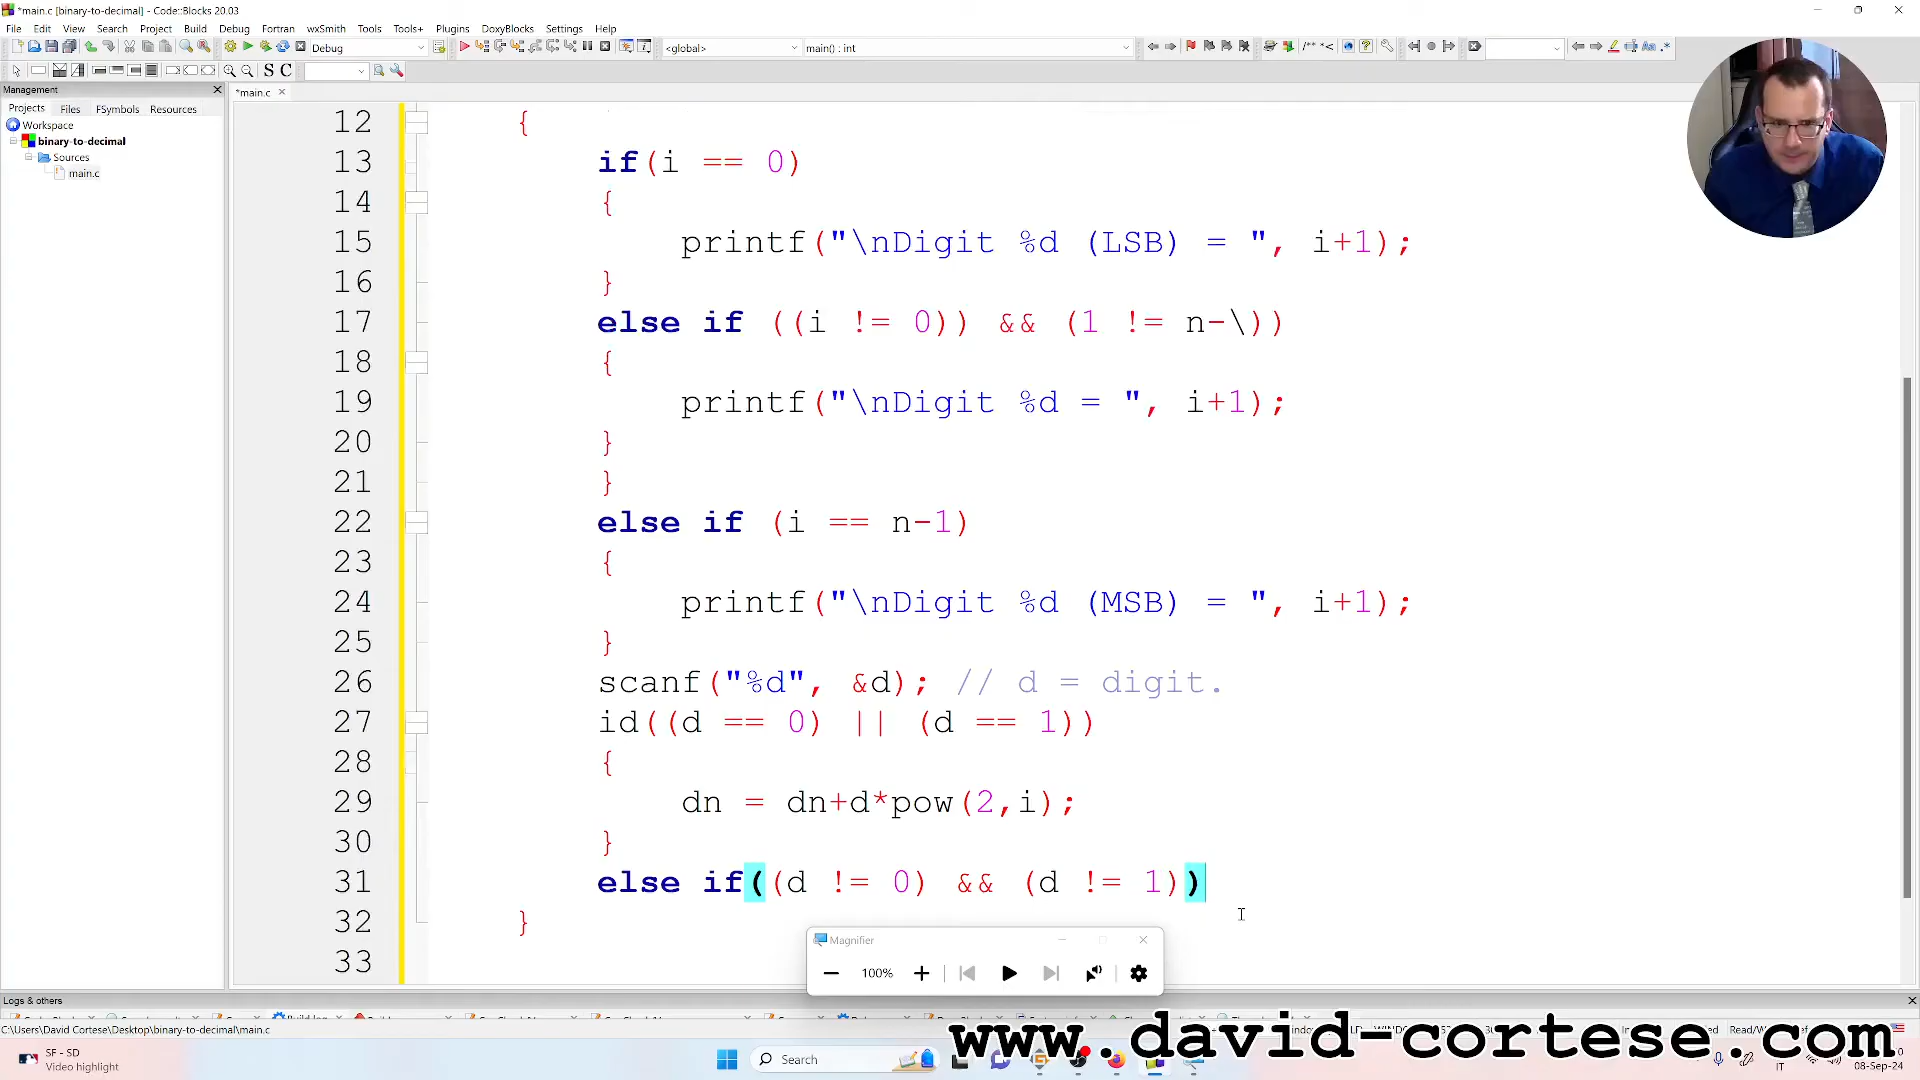 *main.c [binary-to-decimal] - Code::Blocks 20.03
File Edit View Search Project Build Debug Fortran wxSmith Tools Tools+ Plugins DoxyBlocks Settings Help
Debug <global> main() : int
S C
Management
*main.c
Projects Files FSymbols Resources
Workspace
binary-to-decimal
Sources
main.c
12 {
13 if(i == 0)
14 {
15 printf("\nDigit %d (LSB) = ", i+1);
16 }
17 else if ((i != 0)) && (1 != n-\))
18 {
19 printf("\nDigit %d = ", i+1);
20 }
21 }
22 else if (i == n-1)
23 {
24 printf("\nDigit %d (MSB) = ", i+1);
25 }
26 scanf("%d", &d); // d = digit.
27 id((d == 0) || (d == 1))
28 {
29 dn = dn+d*pow(2,i);
30 }
31 else if((d != 0) && (d != 1))
32 }
33
Magnifier
100%
Logs & others
C:\Users\David Cortese\Desktop\binary-to-decimal\main.c
www.david-cortese.com
SF - SD
Video highlight
Search
IT
08-Sep-24